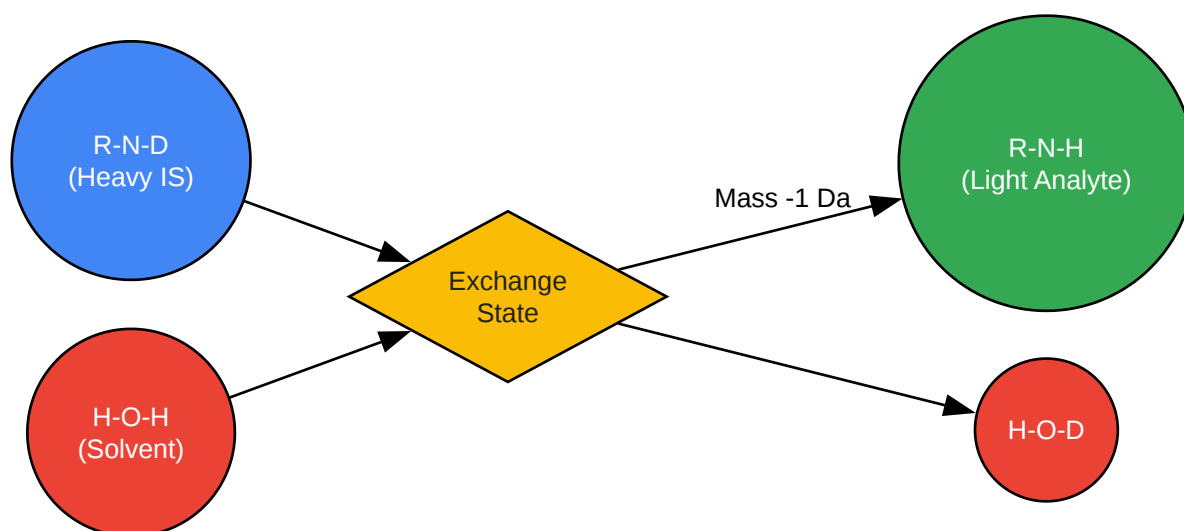 R-N-D
(Heavy IS)
H-O-H
(Solvent)
Exchange
State
Mass -1 Da
R-N-H
(Light Analyte)
H-O-D